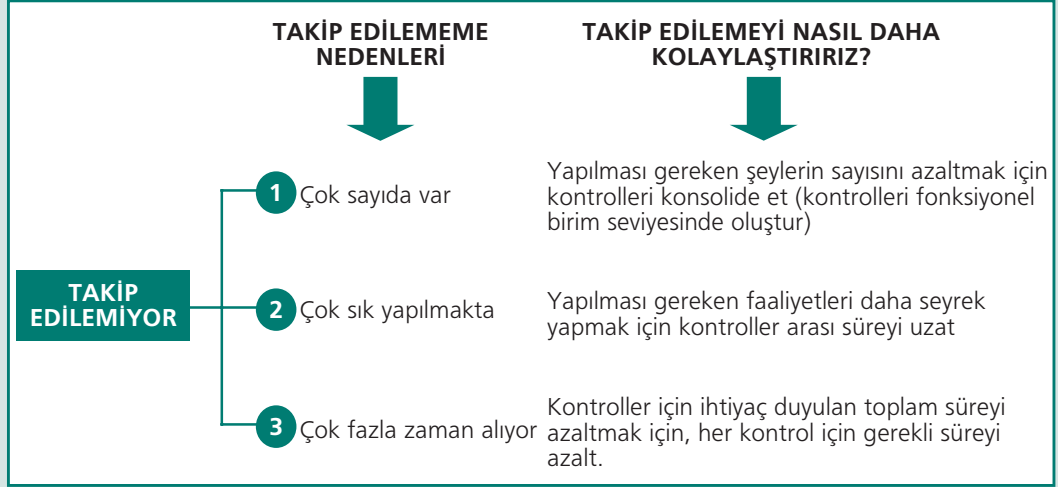 TAKİP EDİLEMEME
NEDENLERİ
TAKİP EDİLEMEYİ NASIL DAHA
KOLAYLAŞTIRIRIZ?
TAKİP
EDİLEMİYOR
1 Çok sayıda var
Yapılması gereken şeylerin sayısını azaltmak için
kontrolleri konsolide et (kontrolleri fonksiyonel
birim seviyesinde oluştur)
2 Çok sık yapılmakta
Yapılması gereken faaliyetleri daha seyrek
yapmak için kontroller arası süreyi uzat
3 Çok fazla zaman alıyor
Kontroller için ihtiyaç duyulan toplam süreyi
azaltmak için, her kontrol için gerekli süreyi
azalt.